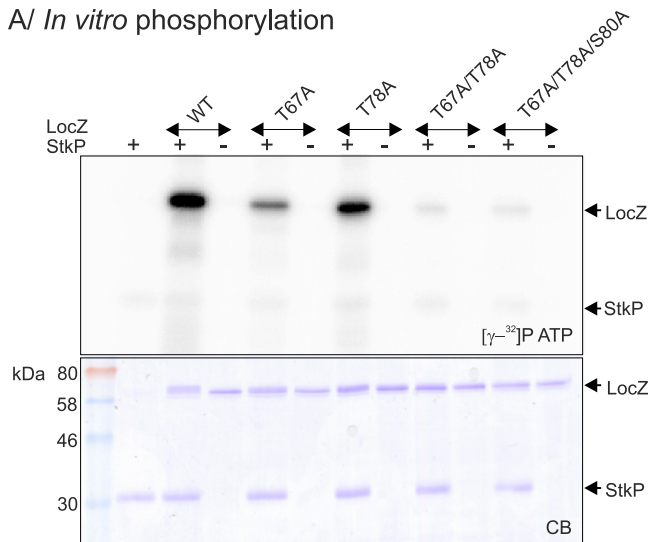 A/ In vitro phosphorylation
WT T67A T78A T67A/T78A T67A/T78A/S80A
LocZ
StkP + + - + - + - + - + -
LocZ
StkP
[γ–³²]P ATP
kDa
80
58
46
30
LocZ
StkP
CB